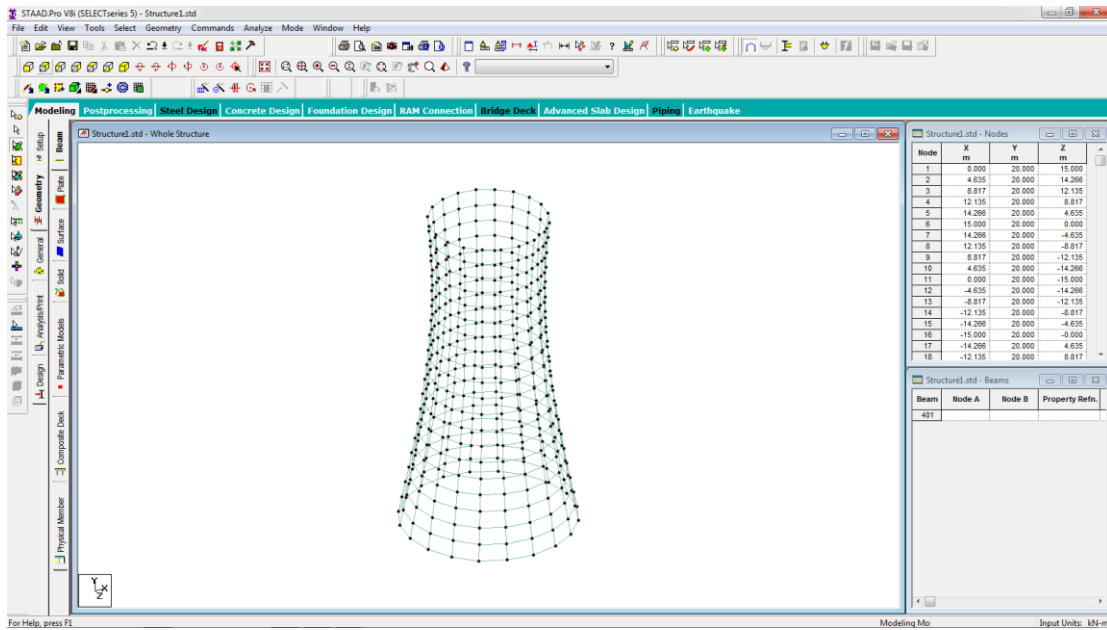 STAAD.Pro V8i (SELECTseries 5) - Structure1.std
File Edit View Tools Select Geometry Commands Analyze Mode Window Help
Modeling Postprocessing Steel Design Concrete Design Foundation Design RAM Connection Bridge Deck Advanced Slab Design Piping Earthquake
Setup
Geometry
General
Analysis/Print
Design
Beam
Plate
Surface
Solid
Parametric Models
Composite Deck
Physical Member
Structure1.std - Whole Structure
Y
X
Z
Structure1.std - Nodes
Node X Y Z
m m m
1 0.000 20.000 15.000
2 4.635 20.000 14.266
3 8.817 20.000 12.135
4 12.135 20.000 8.817
5 14.266 20.000 4.635
6 15.000 20.000 0.000
7 14.266 20.000 -4.635
8 12.135 20.000 -8.817
9 8.817 20.000 -12.135
10 4.635 20.000 -14.266
11 0.000 20.000 -15.000
12 -4.635 20.000 -14.266
13 -8.817 20.000 -12.135
14 -12.135 20.000 -8.817
15 -14.266 20.000 -4.635
16 -15.000 20.000 -0.000
17 -14.266 20.000 4.635
18 -12.135 20.000 8.817
Structure1.std - Beams
Beam Node A Node B Property Refn.
401
For Help, press F1
Modeling Mo
Input Units: kN-m